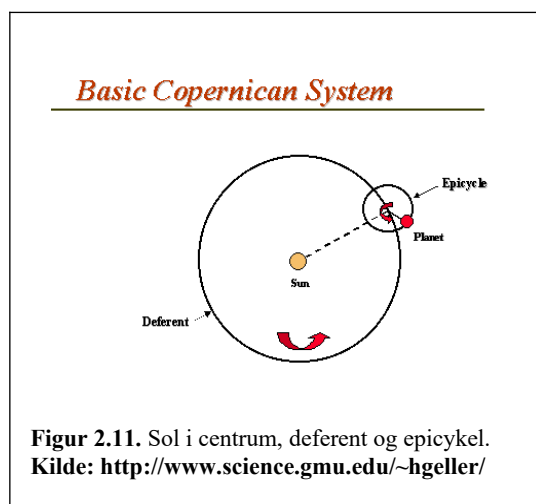 Basic Copernican System
Epicycle
Planet
Sun
Deferent
Figur 2.11. Sol i centrum, deferent og epicykel.
Kilde: http://www.science.gmu.edu/~hgeller/